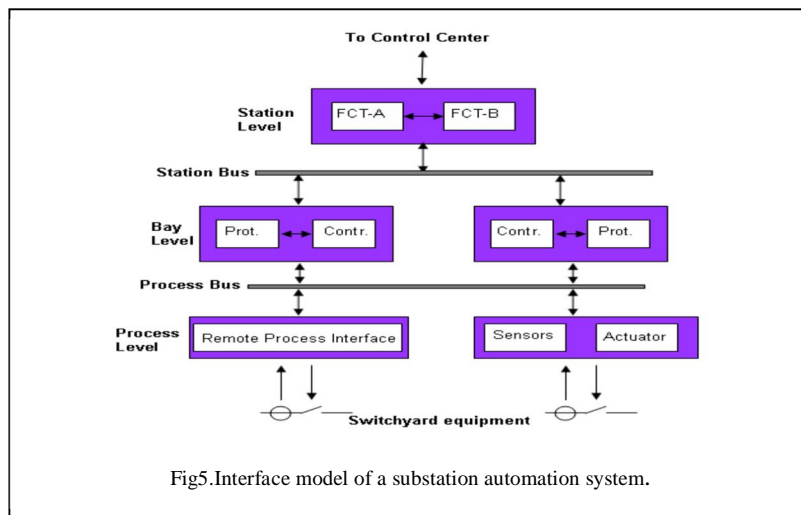 To Control Center
Station
Level
FCT-A
FCT-B
Station Bus
Bay
Level
Prot.
Contr.
Contr.
Prot.
Process Bus
Process
Level
Remote Process Interface
Sensors
Actuator
Switchyard equipment
Fig5.Interface model of a substation automation system.